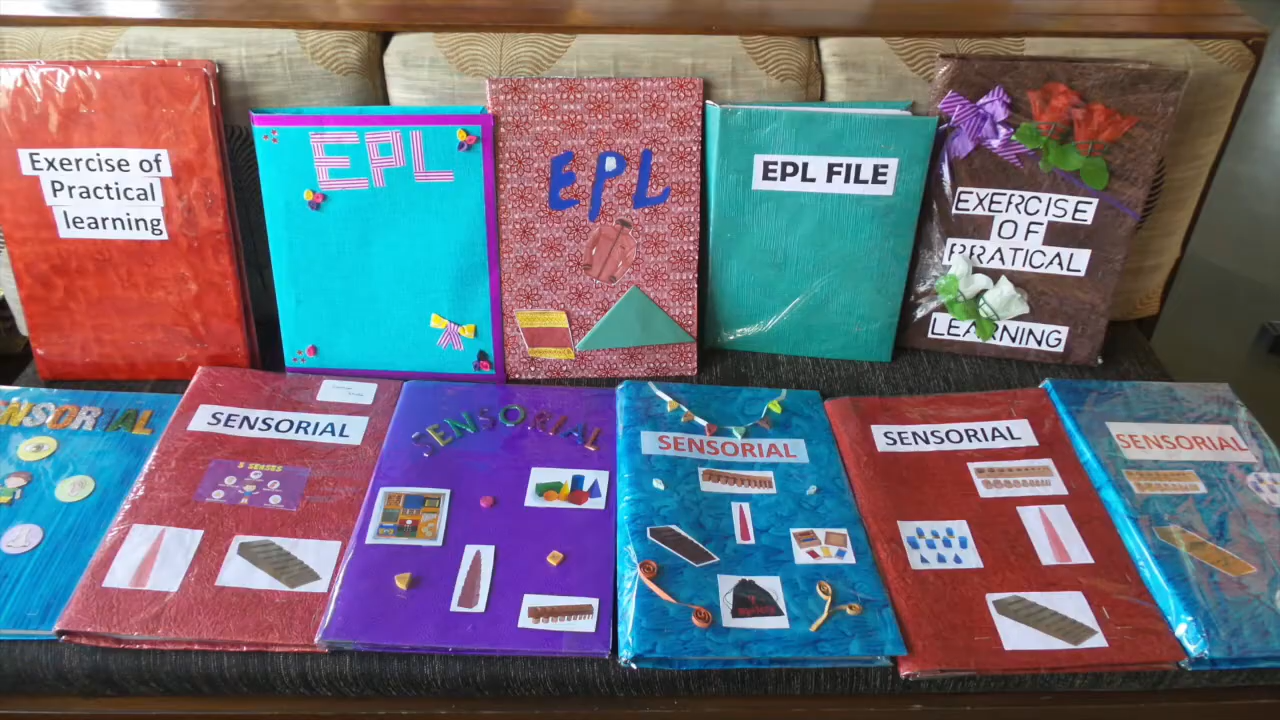 Exercise of
Practical
learning
EPL
EPL
EPL FILE
EXERCISE
OF
PRATICAL
LEARNING
SENSORIAL
SENSORIAL
5 SENSES
SENSORIAL
SENSORIAL
SENSORIAL
SENSORIAL